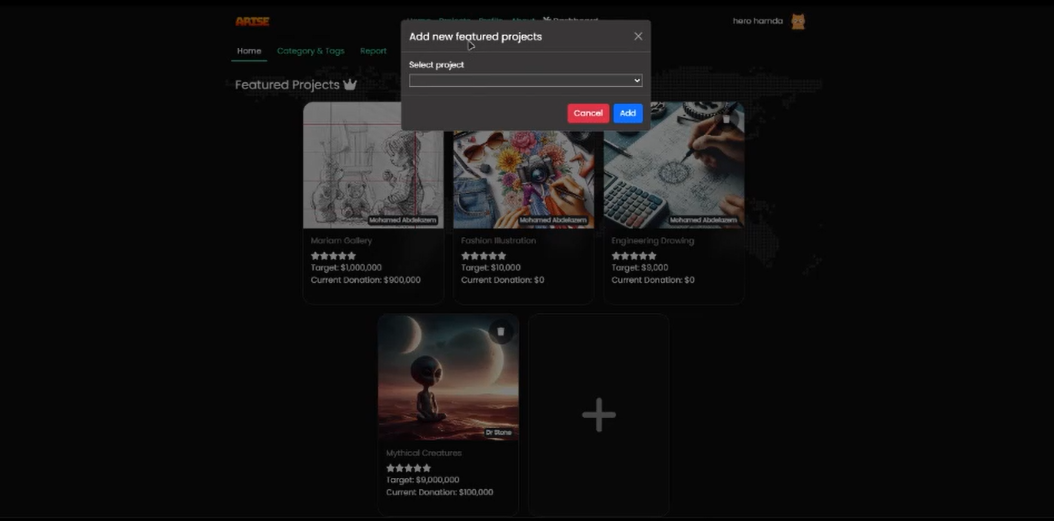 ARISE
Home Projects Profile About Dashboard
hero hamda
Add new featured projects
Home Category & Tags Report
Select project
Featured Projects
Cancel Add
Mohamed Abdelazem
Mohamed Abdelazem
Mohamed Abdelazem
Mariam Gallery
Target: $1,000,000
Current Donation: $900,000
Fashion Illustration
Target: $10,000
Current Donation: $0
Engineering Drawing
Target: $9,000
Current Donation: $0
Dr Stone
Mythical Creatures
Target: $9,000,000
Current Donation: $100,000